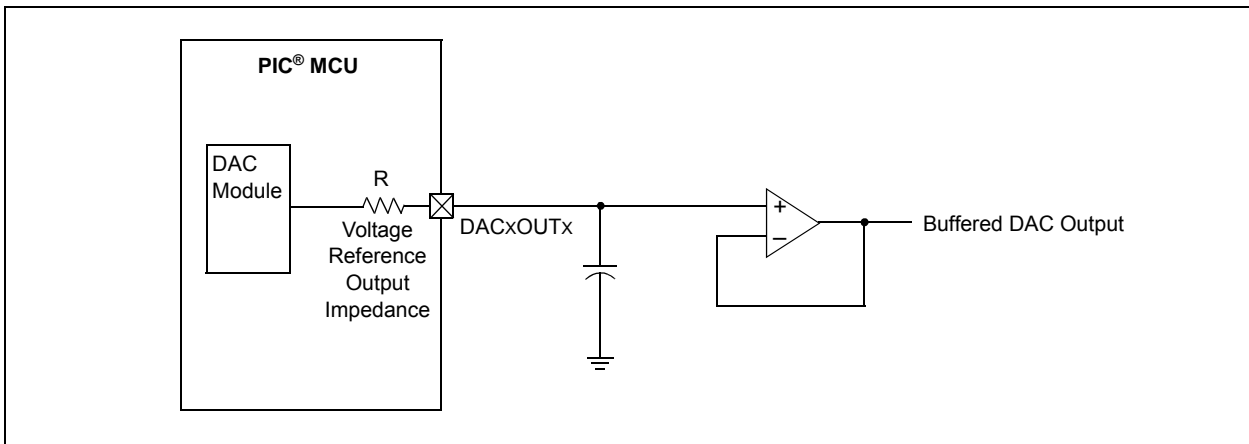 PIC® MCU
DAC
Module
R
Voltage
Reference
Output
Impedance
DACXOUTX
+
–
Buffered DAC Output